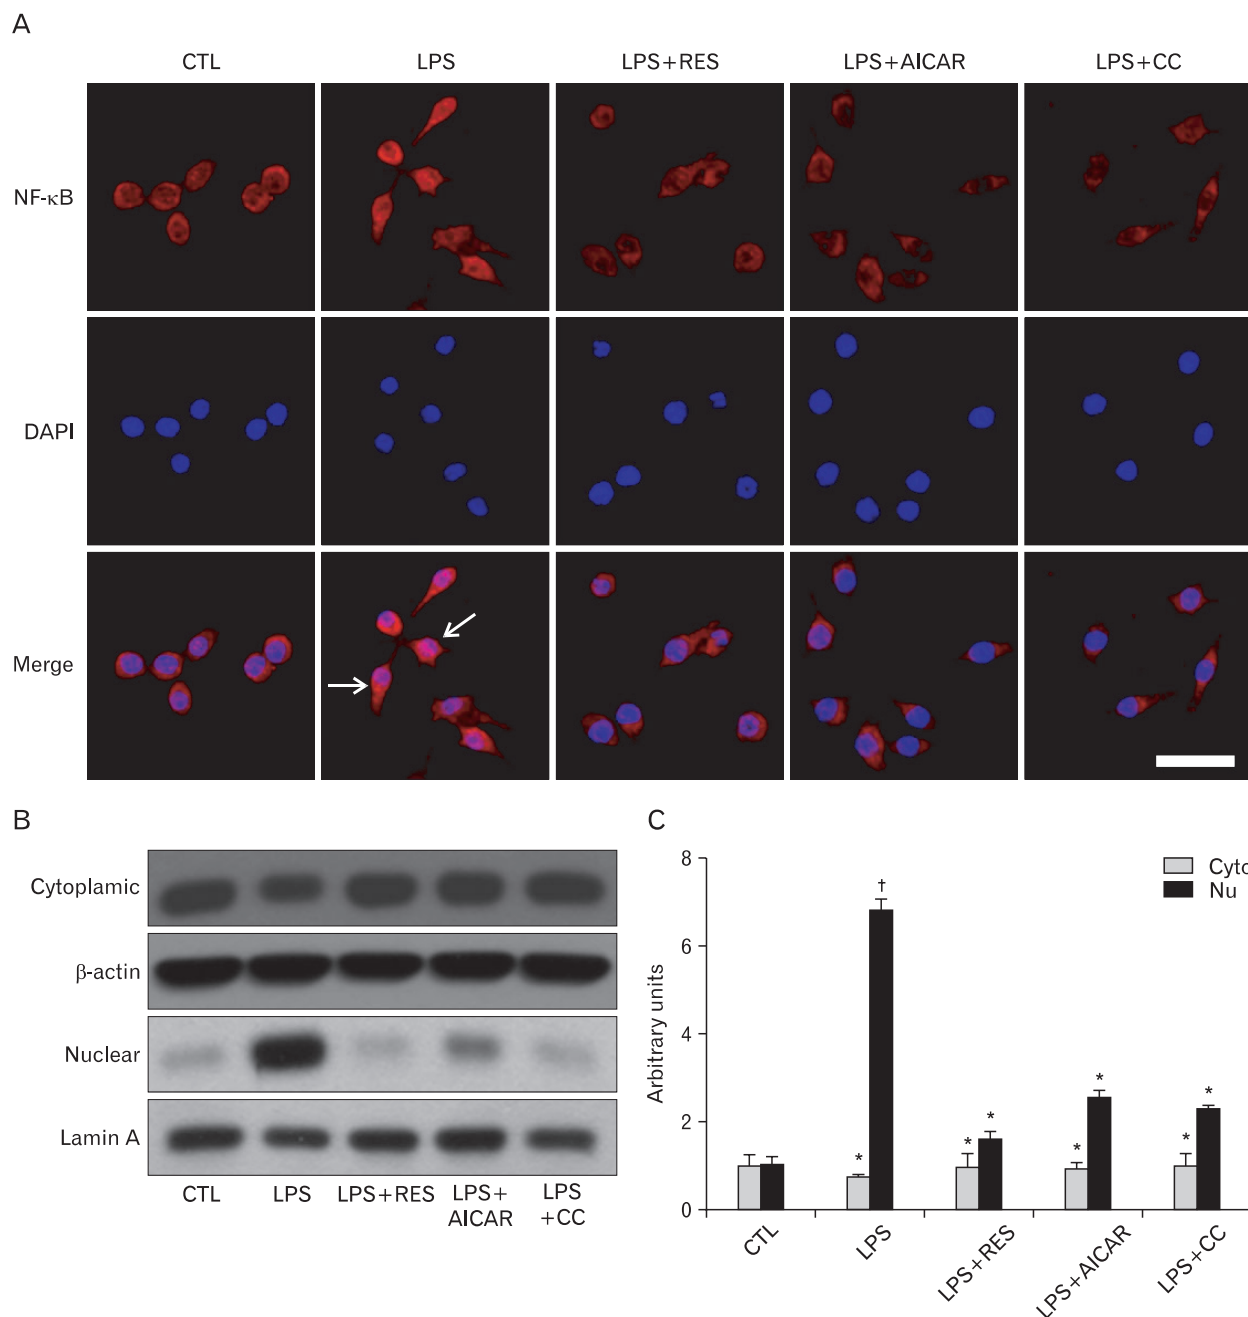 A
CTL LPS LPS+RES LPS+AICAR LPS+CC
NF-κB
DAPI
Merge
B
Cytoplamic
β-actin
Nuclear
Lamin A
CTL LPS LPS+RES LPS+ LPS
AICAR +CC
C
Cyto
Nu
Arbitrary units
8
6
4
2
0
†
* * * * * * *
CTL LPS LPS+RES LPS+AICAR LPS+CC